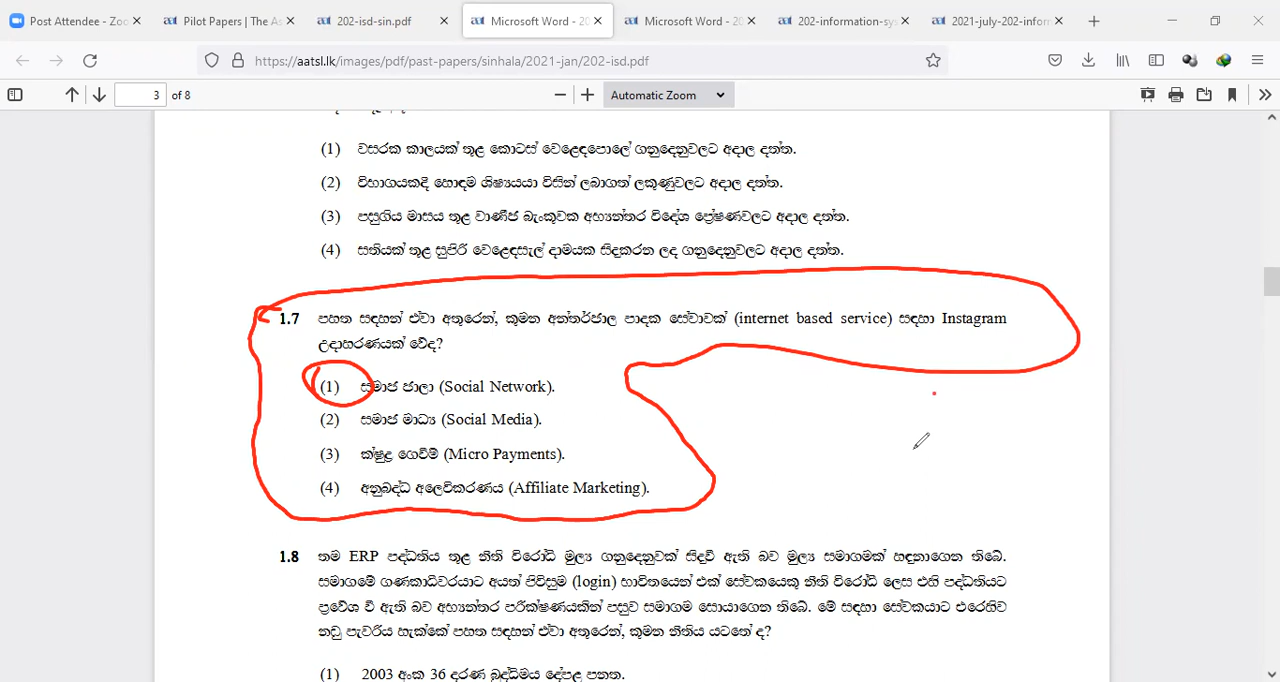 Post Attendee - Zoo
Pilot Papers | The As
202-isd-sin.pdf
Microsoft Word - 20
Microsoft Word - 20
202-information-sys
2021-july-202-inform
https://aatsl.lk/images/pdf/past-papers/sinhala/2021-jan/202-isd.pdf
3 of 8
Automatic Zoom
(1) වසරක කාලයක් තුළ කොටස් වෙළෙඳපොලේ ගනුදෙනුවලට අදාල දත්ත.
(2) විභාගයකදී හොඳම ශිෂ්‍යයයා විසින් ලබාගත් ලකුණුවලට අදාල දත්ත.
(3) පසුගිය මාසය තුළ වාණිජ බැංකුවක අභ්‍යන්තර විදේශ ප්‍රේෂණවලට අදාල දත්ත.
(4) සතියක් තුළ සුපිරි වෙළෙඳසැල් දාමයක සිදුකරන ලද ගනුදෙනුවලට අදාල දත්ත.
1.7 පහත සඳහන් ඒවා අතුරෙන්, කුමන අන්තර්ජාල පාදක සේවාවක් (internet based service) සඳහා Instagram
උදාහරණයක් වේද?
(1) සමාජ ජාලා (Social Network).
(2) සමාජ මාධ්‍ය (Social Media).
(3) ක්ෂුද්‍ර ගෙවීම් (Micro Payments).
(4) අනුබද්ධ අලෙවිකරණය (Affiliate Marketing).
1.8 තම ERP පද්ධතිය තුළ නීති විරෝධී මුල්‍ය ගනුදෙනුවක් සිදුවී ඇති බව මුල්‍ය සමාගමක් හඳුනාගෙන තිබේ.
සමාගමේ ගණකාධිවරයාට අයත් පිවිසුම (login) භාවිතයෙන් එක් සේවකයෙකු නීති විරෝධී ලෙස එහි පද්ධතියට
ප්‍රවේශ වී ඇති බව අභ්‍යන්තර පරීක්ෂණයකින් පසුව සමාගම සොයාගෙන තිබේ. මේ සඳහා සේවකයාට එරෙහිව
නඩු පැවරිය හැක්කේ පහත සඳහන් ඒවා අතුරෙන්, කුමන නීතිය යටතේ ද?
(1) 2003 අංක 36 දරණ බුද්ධිමය දේපළ පනත.